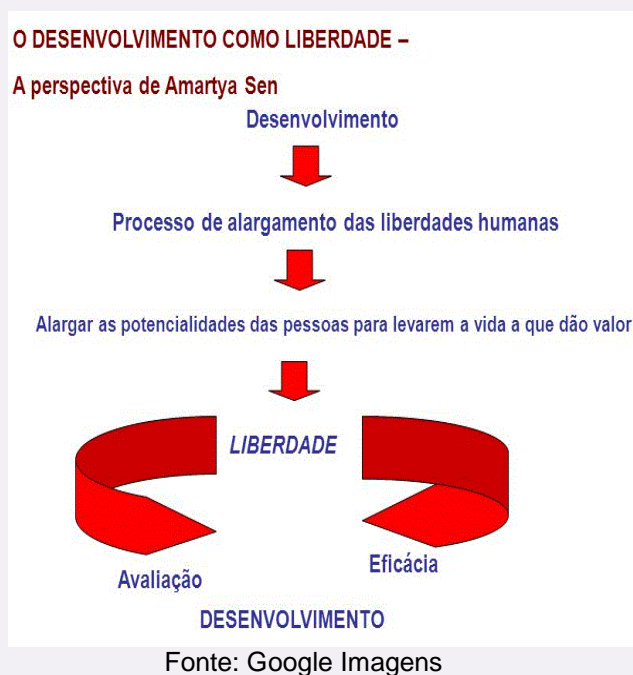 O DESENVOLVIMENTO COMO LIBERDADE –
A perspectiva de Amartya Sen
Desenvolvimento
Processo de alargamento das liberdades humanas
Alargar as potencialidades das pessoas para levarem a vida a que dão valor
LIBERDADE
Avaliação
Eficácia
DESENVOLVIMENTO
Fonte: Google Imagens